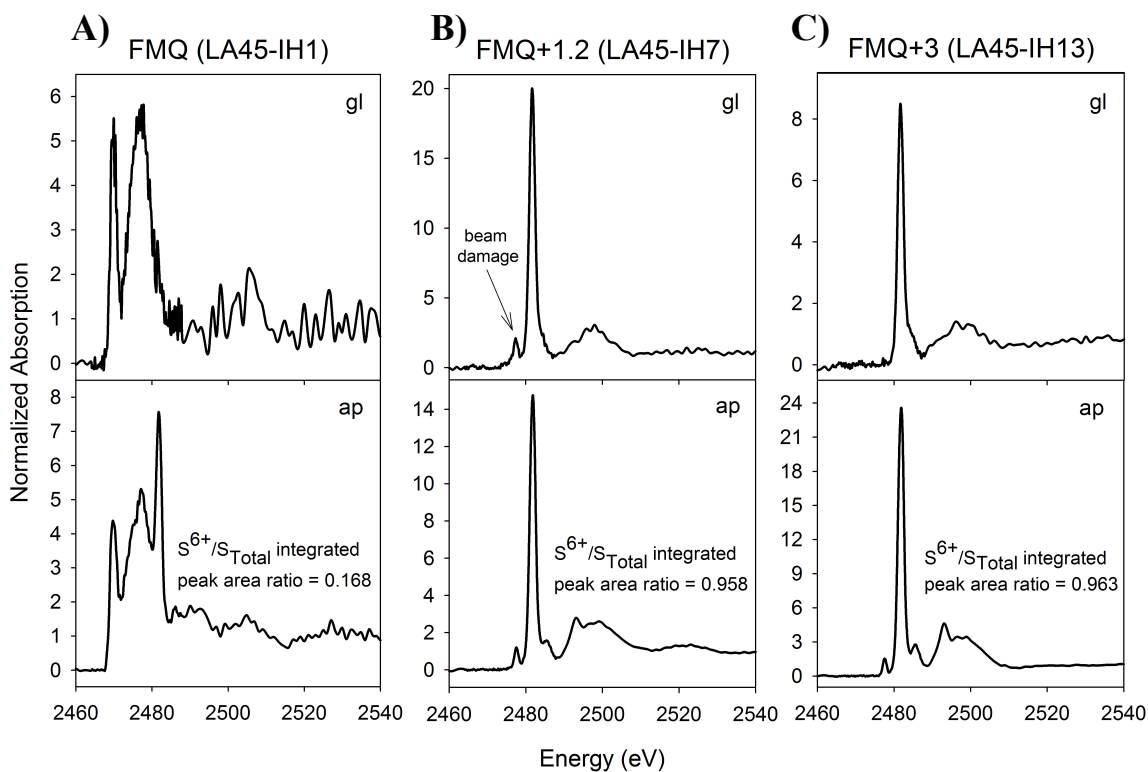 A)
FMQ (LA45-IH1)
B)
FMQ+1.2 (LA45-IH7)
C)
FMQ+3 (LA45-IH13)
Normalized Absorption
gl
6
5
4
3
2
1
0
gl
20
15
10
5
0
beam
damage
gl
8
6
4
2
0
ap
8
7
6
5
4
3
2
1
0
S6+/STotal integrated
peak area ratio = 0.168
2460 2480 2500 2520 2540
ap
14
12
10
8
6
4
2
0
S6+/STotal integrated
peak area ratio = 0.958
2460 2480 2500 2520 2540
ap
24
21
18
15
12
9
6
3
0
S6+/STotal integrated
peak area ratio = 0.963
2460 2480 2500 2520 2540
Energy (eV)